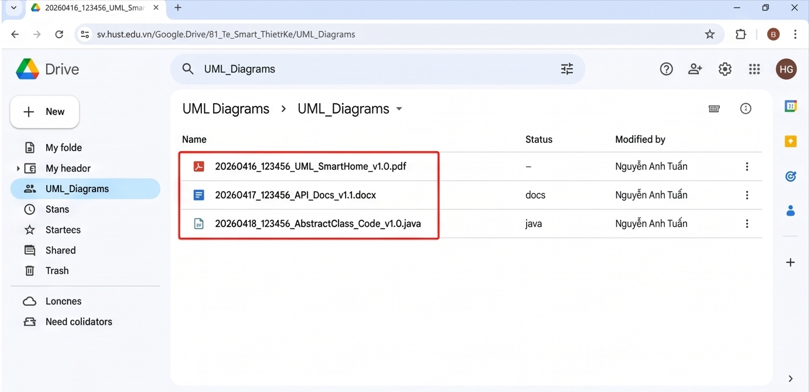 20260416_123456_UML_Smar
sv.hust.edu.vn/Google.Drive/81_Te_Smart_ThietrKe/UML_Diagrams
B
Drive
UML_Diagrams
HG
New
UML Diagrams > UML_Diagrams
Name Status Modified by
My folde
My header
UML_Diagrams
Stans
Startecs
Shared
Trash
Loncnes
Need colidators
20260416_123456_UML_SmartHome_v1.0.pdf – Nguyễn Anh Tuấn
20260417_123456_API_Docs_v1.1.docx docs Nguyễn Anh Tuấn
20260418_123456_AbstractClass_Code_v1.0.java java Nguyễn Anh Tuấn